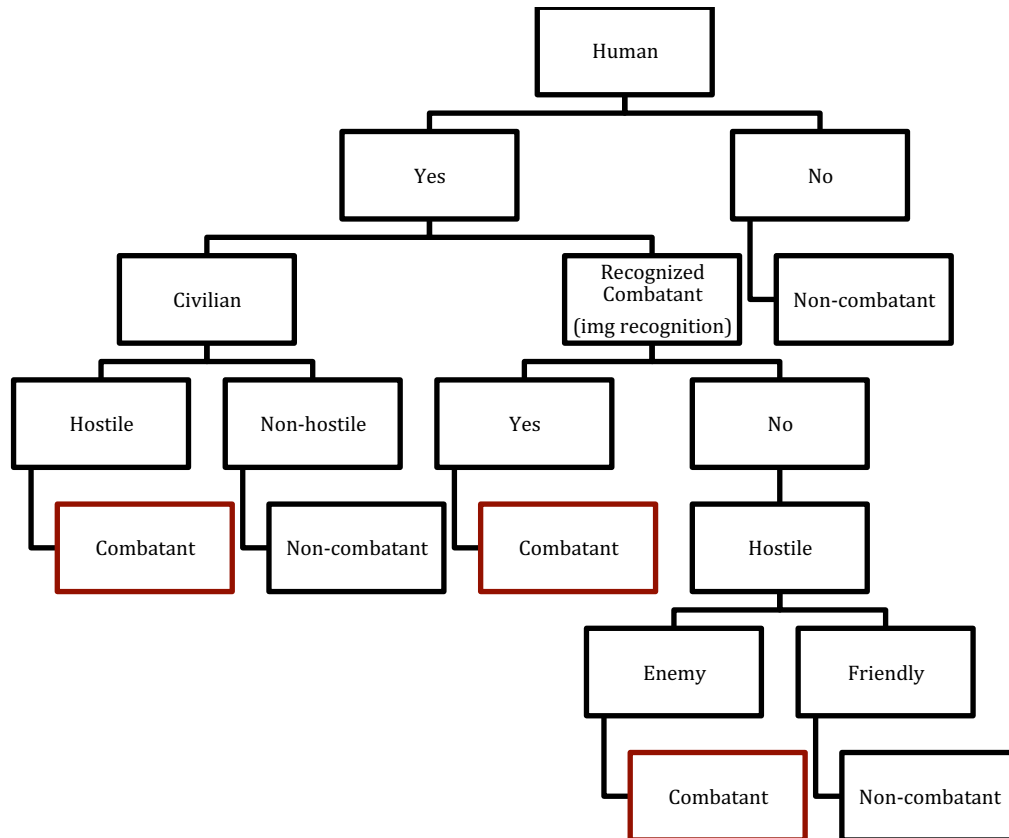 Human
Yes
No
Civilian
Recognized
Combatant
(img recognition)
Non-combatant
Hostile
Non-hostile
Yes
No
Combatant
Non-combatant
Combatant
Hostile
Enemy
Friendly
Combatant
Non-combatant